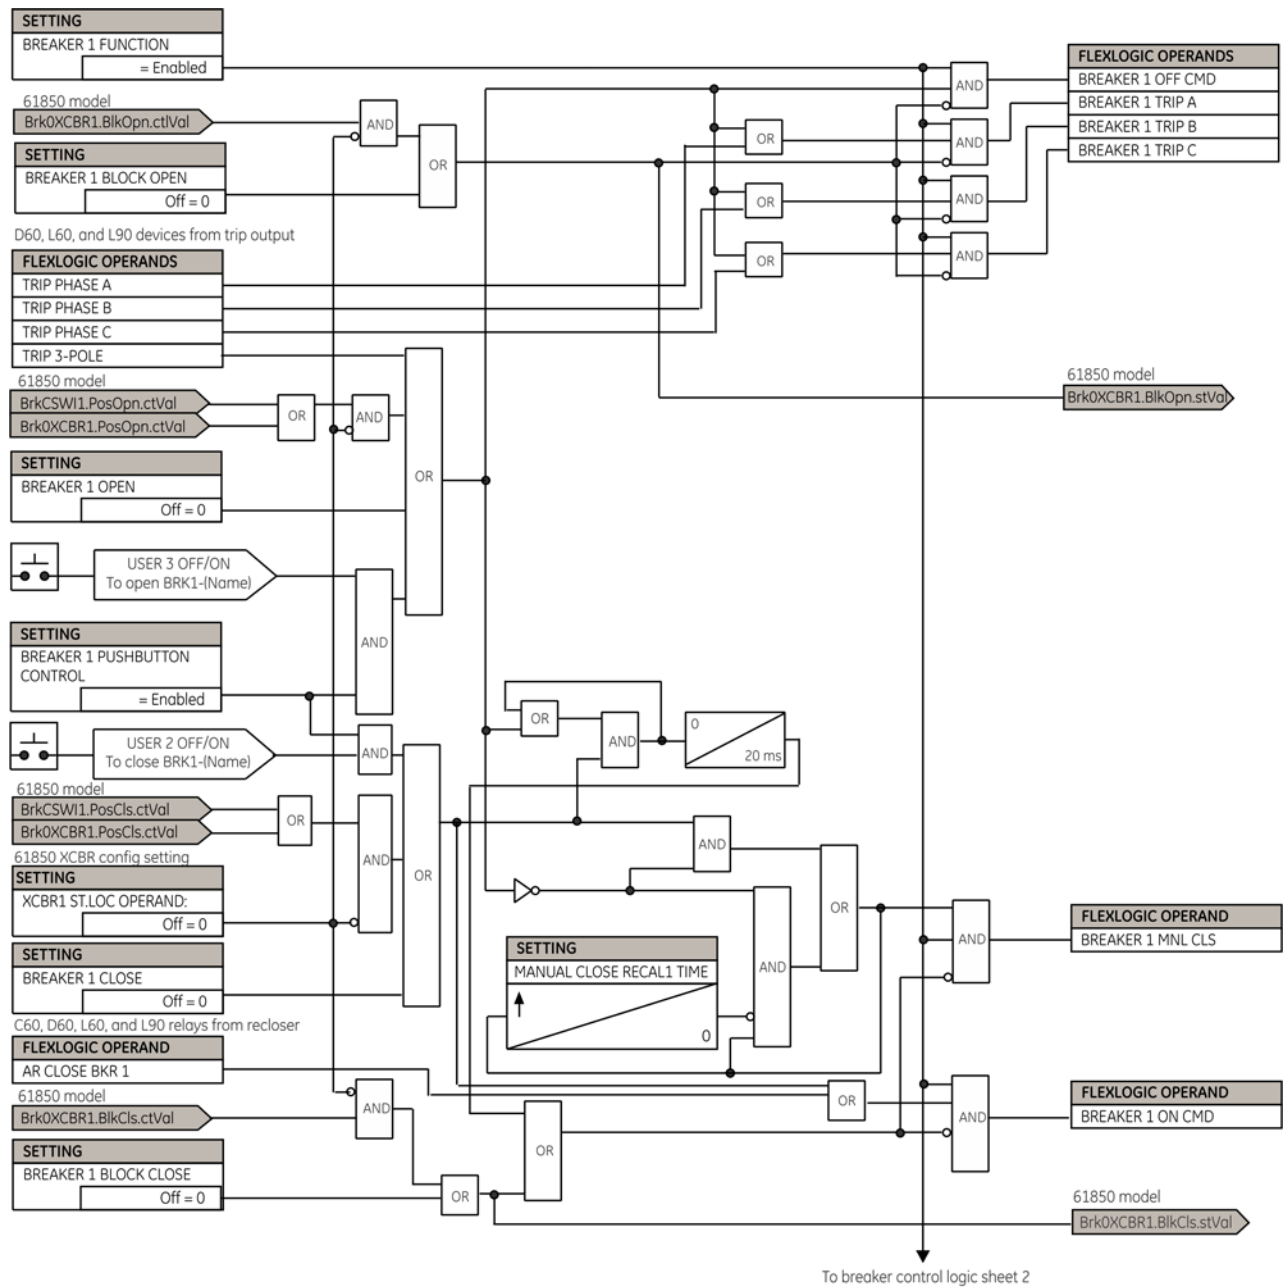 SETTING
BREAKER 1 FUNCTION
= Enabled
61850 model
Brk0XCBR1.BlkOpn.ctlVal
SETTING
BREAKER 1 BLOCK OPEN
Off = 0
D60, L60, and L90 devices from trip output
FLEXLOGIC OPERANDS
TRIP PHASE A
TRIP PHASE B
TRIP PHASE C
TRIP 3-POLE
61850 model
BrkCSWI1.PosOpn.ctVal
Brk0XCBR1.PosOpn.ctVal
SETTING
BREAKER 1 OPEN
Off = 0
USER 3 OFF/ON
To open BRK1-(Name)
SETTING
BREAKER 1 PUSHBUTTON
CONTROL
= Enabled
USER 2 OFF/ON
To close BRK1-(Name)
61850 model
BrkCSWI1.PosCls.ctVal
Brk0XCBR1.PosCls.ctVal
61850 XCBR config setting
SETTING
XCBR1 ST.LOC OPERAND:
Off = 0
SETTING
BREAKER 1 CLOSE
Off = 0
C60, D60, L60, and L90 relays from recloser
FLEXLOGIC OPERAND
AR CLOSE BKR 1
61850 model
Brk0XCBR1.BlkCls.ctVal
SETTING
BREAKER 1 BLOCK CLOSE
Off = 0
AND
OR
OR
AND
OR
AND
AND
AND
OR
AND
OR
AND
OR
OR
OR
OR
AND
AND
AND
AND
OR
AND
0
20 ms
AND
OR
AND
SETTING
MANUAL CLOSE RECAL1 TIME
0
OR
OR
AND
AND
FLEXLOGIC OPERANDS
BREAKER 1 OFF CMD
BREAKER 1 TRIP A
BREAKER 1 TRIP B
BREAKER 1 TRIP C
61850 model
Brk0XCBR1.BlkOpn.stVal
FLEXLOGIC OPERAND
BREAKER 1 MNL CLS
FLEXLOGIC OPERAND
BREAKER 1 ON CMD
61850 model
Brk0XCBR1.BlkCls.stVal
To breaker control logic sheet 2